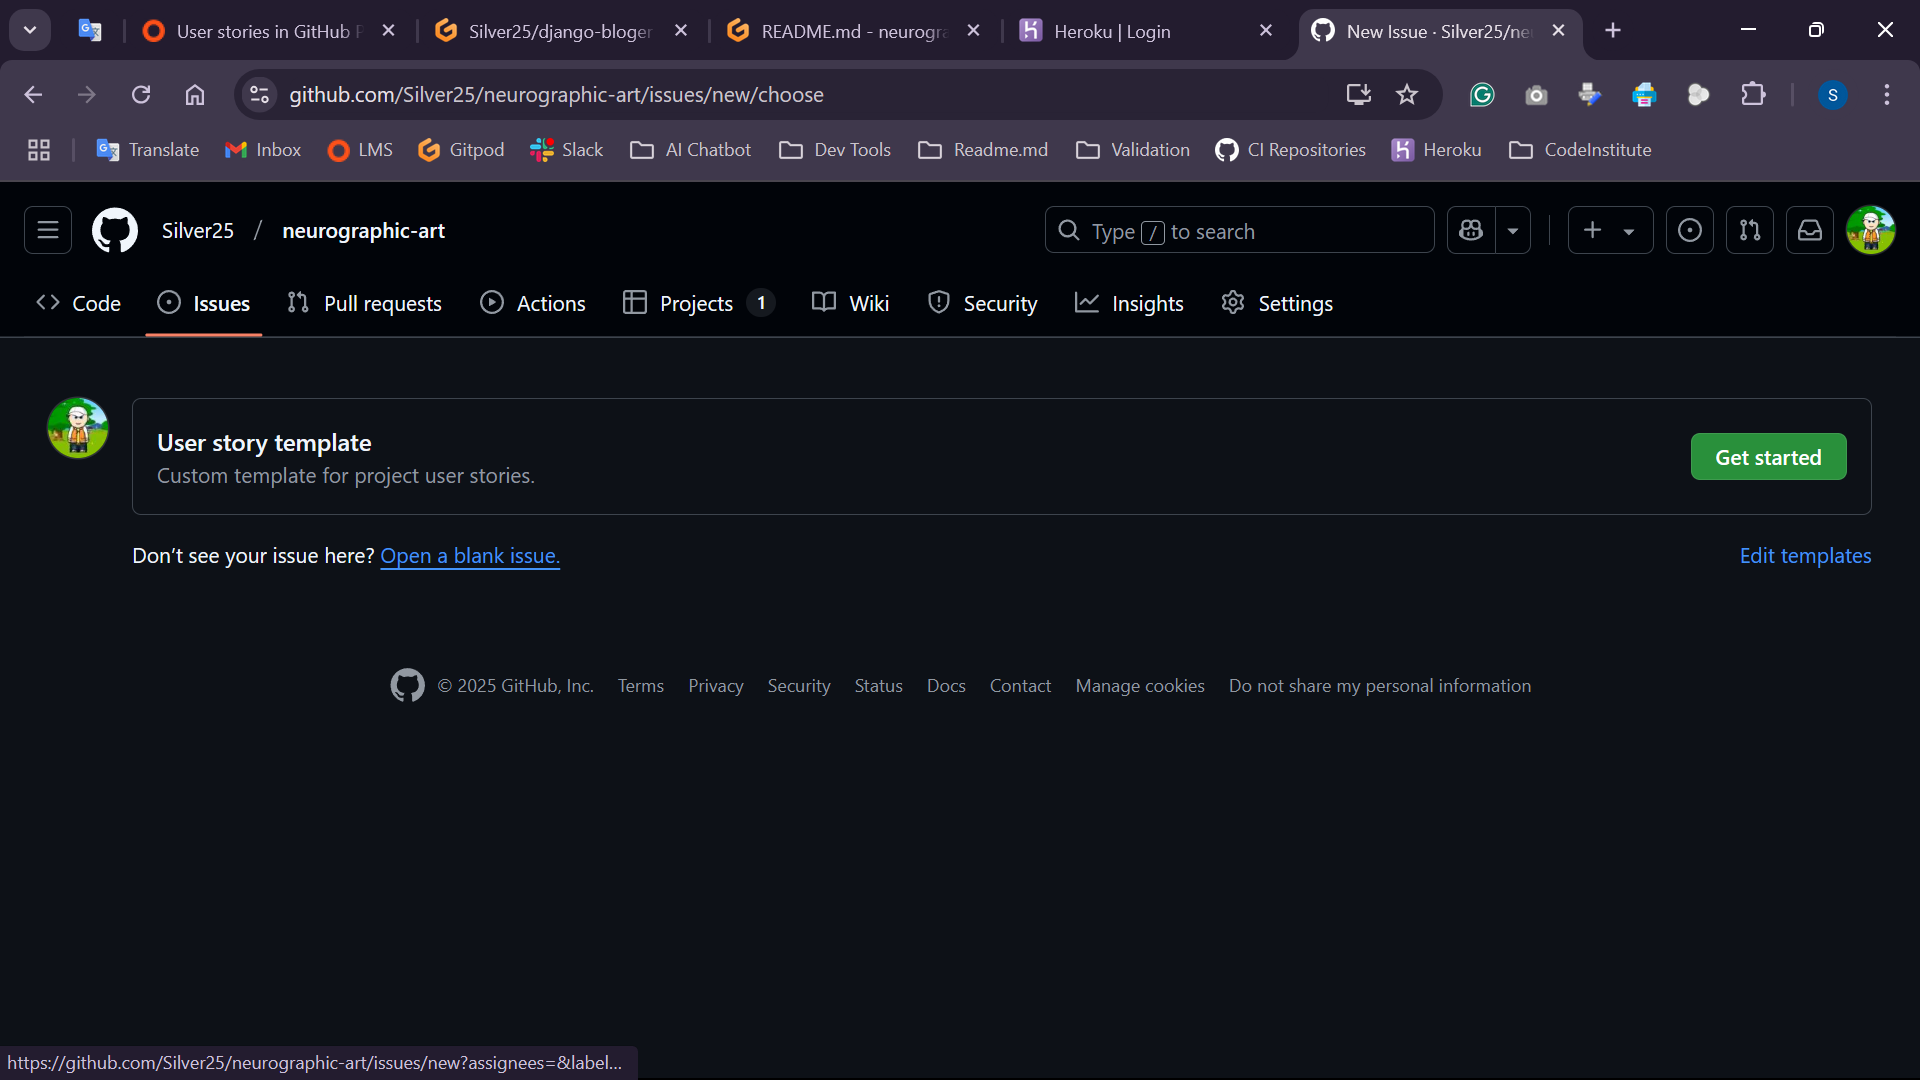 User stories in GitHub P
Silver25/django-bloger
README.md - neurogra
Heroku | Login
New Issue · Silver25/ne
github.com/Silver25/neurographic-art/issues/new/choose
S
Translate
Inbox
LMS
Gitpod
Slack
AI Chatbot
Dev Tools
Readme.md
Validation
CI Repositories
Heroku
CodeInstitute
Silver25 / neurographic-art
Type / to search
Code
Issues
Pull requests
Actions
Projects 1
Wiki
Security
Insights
Settings
User story template
Custom template for project user stories.
Get started
Don’t see your issue here? Open a blank issue.
Edit templates
© 2025 GitHub, Inc.
Terms
Privacy
Security
Status
Docs
Contact
Manage cookies
Do not share my personal information
https://github.com/Silver25/neurographic-art/issues/new?assignees=&label...